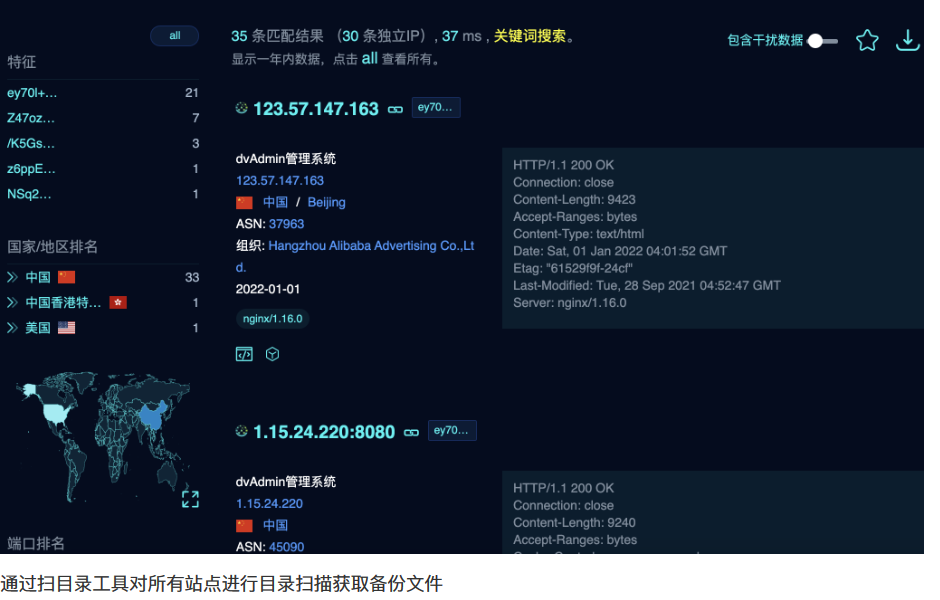 all
35 条匹配结果 （30 条独立IP）, 37 ms , 关键词搜索。
包含干扰数据
显示一年内数据，点击 all 查看所有。
特征
ey70l+... 21
Z47oz... 7
/K5Gs... 3
z6ppE... 1
NSq2... 1
国家/地区排名
中国 33
中国香港特... 1
美国 1
端口排名
123.57.147.163 ey70...
dvAdmin管理系统
123.57.147.163
中国 / Beijing
ASN: 37963
组织: Hangzhou Alibaba Advertising Co.,Lt
d.
2022-01-01
nginx/1.16.0
HTTP/1.1 200 OK
Connection: close
Content-Length: 9423
Accept-Ranges: bytes
Content-Type: text/html
Date: Sat, 01 Jan 2022 04:01:52 GMT
Etag: "61529f9f-24cf"
Last-Modified: Tue, 28 Sep 2021 04:52:47 GMT
Server: nginx/1.16.0
1.15.24.220:8080 ey70...
dvAdmin管理系统
1.15.24.220
中国
ASN: 45090
HTTP/1.1 200 OK
Connection: close
Content-Length: 9240
Accept-Ranges: bytes
通过扫目录工具对所有站点进行目录扫描获取备份文件